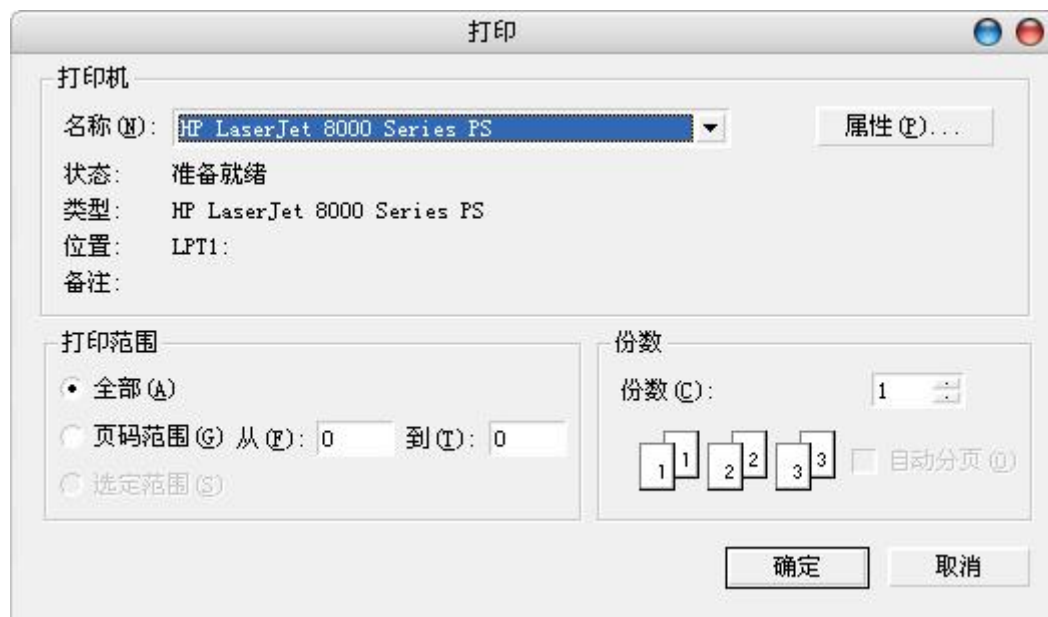 打印
打印机
名称(N): HP LaserJet 8000 Series PS 属性(P)...
状态: 准备就绪
类型: HP LaserJet 8000 Series PS
位置: LPT1:
备注:
打印范围
全部(A)
页码范围(G) 从(F): 0 到(T): 0
选定范围(S)
份数
份数(C): 1
1 1 2 2 3 3 自动分页(O)
确定 取消